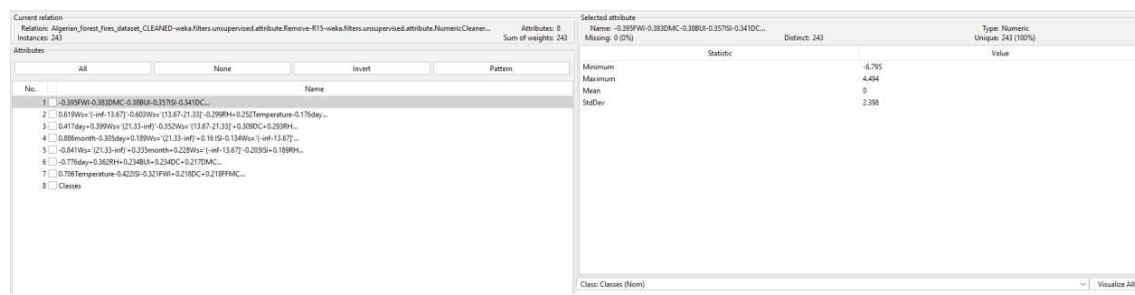 Current relation
Relation: Algerian_forest_fires_dataset_CLEANED-weka.filters.unsupervised.attribute.Remove-R15-weka.filters.unsupervised.attribute.NumericCleaner...
Attributes: 8
Instances: 243
Sum of weights: 243
Attributes
All
None
Invert
Pattern
No.
Name
1 -0.395FWI-0.383DMC-0.38BUI-0.357ISI-0.341DC...
2 0.619Ws='(-inf-13.67]'-0.603Ws='(13.67-21.33]'-0.299RH+0.252Temperature-0.176day...
3 0.417day+0.399Ws='(21.33-inf)'-0.352Ws='(13.67-21.33]'+0.309DC+0.293RH...
4 0.886month-0.305day+0.189Ws='(21.33-inf)'+0.16 ISI-0.134Ws='(-inf-13.67]'...
5 -0.841Ws='(21.33-inf)'+0.335month+0.228Ws='(-inf-13.67]'-0.203ISI+0.189RH...
6 -0.776day+0.362RH+0.234BUI+0.234DC+0.217DMC...
7 0.706Temperature-0.422ISI-0.321FWI+0.218DC+0.218FFMC...
8 Classes
Selected attribute
Name: -0.395FWI-0.383DMC-0.38BUI-0.357ISI-0.341DC...
Type: Numeric
Missing: 0 (0%)
Distinct: 243
Unique: 243 (100%)
Statistic
Value
Minimum
-6.795
Maximum
4.494
Mean
0
StdDev
2.398
Class: Classes (Nom)
Visualize All